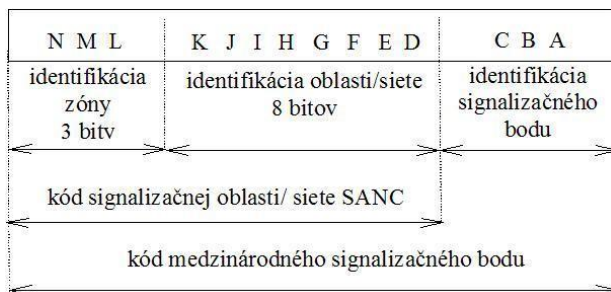 N M L K J I H G F E D C B A
identifikácia
zóny
3 bitv
identifikácia oblasti/siete
8 bitov
identifikácia
signalizačného
bodu
kód signalizačnej oblasti/ siete SANC
kód medzinárodného signalizačného bodu